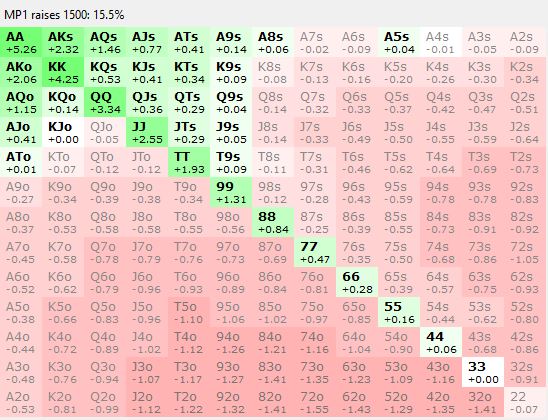 MP1 raises 1500: 15.5%
AA AKs AQs AJs ATs A9s A8s A7s A6s A5s A4s A3s A2s
+5.26 +2.32 +1.46 +0.77 +0.41 +0.14 +0.06 -0.02 -0.09 +0.04 -0.01 -0.05 -0.09
AKo KK KQs KJs KTs K9s K8s K7s K6s K5s K4s K3s K2s
+2.06 +4.25 +0.53 +0.41 +0.34 +0.09 -0.08 -0.13 -0.16 -0.20 -0.26 -0.30 -0.34
AQo KQo QQ QJs QTs Q9s Q8s Q7s Q6s Q5s Q4s Q3s Q2s
+1.15 +0.14 +3.34 +0.36 +0.29 +0.04 -0.14 -0.32 -0.33 -0.37 -0.42 -0.47 -0.51
AJo KJo QJo JJ JTs J9s J8s J7s J6s J5s J4s J3s J2s
+0.41 +0.00 -0.05 +2.55 +0.29 +0.05 -0.14 -0.33 -0.49 -0.50 -0.55 -0.59 -0.64
ATo KTo QTo JTo TT T9s T8s T7s T6s T5s T4s T3s T2s
+0.01 -0.07 -0.12 -0.12 +1.93 +0.09 -0.11 -0.31 -0.46 -0.62 -0.64 -0.69 -0.73
A9o K9o Q9o J9o T9o 99 98s 97s 96s 95s 94s 93s 92s
-0.27 -0.34 -0.39 -0.38 -0.34 +1.31 -0.12 -0.28 -0.43 -0.59 -0.78 -0.78 -0.83
A8o K8o Q8o J8o T8o 98o 88 87s 86s 85s 84s 83s 82s
-0.37 -0.53 -0.58 -0.58 -0.56 -0.55 +0.84 -0.25 -0.39 -0.55 -0.73 -0.91 -0.92
A7o K7o Q7o J7o T7o 97o 87o 77 76s 75s 74s 73s 72s
-0.45 -0.58 -0.78 -0.79 -0.76 -0.73 -0.69 +0.47 -0.35 -0.50 -0.68 -0.86 -1.05
A6o K6o Q6o J6o T6o 96o 86o 76o 66 65s 64s 63s 62s
-0.52 -0.62 -0.79 -0.96 -0.93 -0.89 -0.84 -0.81 +0.28 -0.39 -0.57 -0.75 -0.93
A5o K5o Q5o J5o T5o 95o 85o 75o 65o 55 54s 53s 52s
-0.38 -0.66 -0.83 -0.96 -1.10 -1.06 -1.02 -0.97 -0.85 +0.16 -0.44 -0.62 -0.80
A4o K4o Q4o J4o T4o 94o 84o 74o 64o 54o 44 43s 42s
-0.44 -0.72 -0.89 -1.02 -1.12 -1.26 -1.21 -1.16 -1.04 -0.90 +0.06 -0.68 -0.86
A3o K3o Q3o J3o T3o 93o 83o 73o 63o 53o 43o 33 32s
-0.48 -0.76 -0.94 -1.07 -1.17 -1.27 -1.41 -1.35 -1.23 -1.09 -1.16 +0.00 -0.91
A2o K2o Q2o J2o T2o 92o 82o 72o 62o 52o 42o 32o 22
-0.53 -0.81 -0.99 -1.12 -1.22 -1.32 -1.42 -1.55 -1.43 -1.29 -1.35 -1.41 -0.07